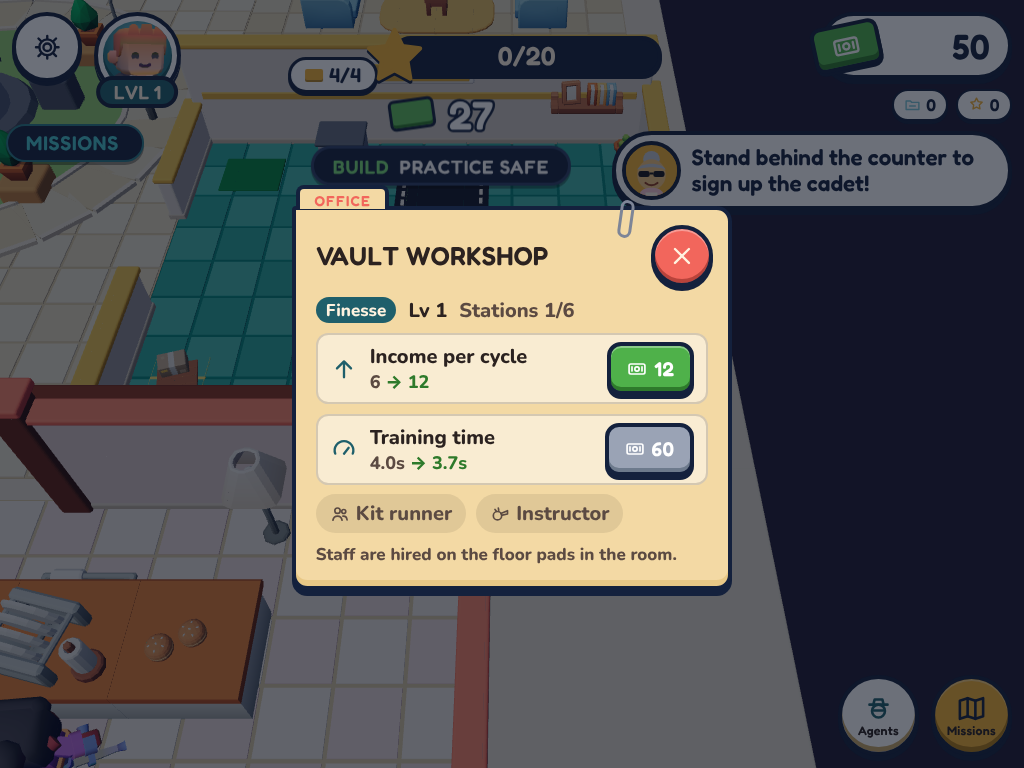 LVL 1
4/4
0/20
50
0
0
27
MISSIONS
BUILD PRACTICE SAFE
Stand behind the counter to
sign up the cadet!
OFFICE
VAULT WORKSHOP
Finesse Lv 1 Stations 1/6
Income per cycle
6 → 12
12
Training time
4.0s → 3.7s
60
Kit runner
Instructor
Staff are hired on the floor pads in the room.
Agents
Missions